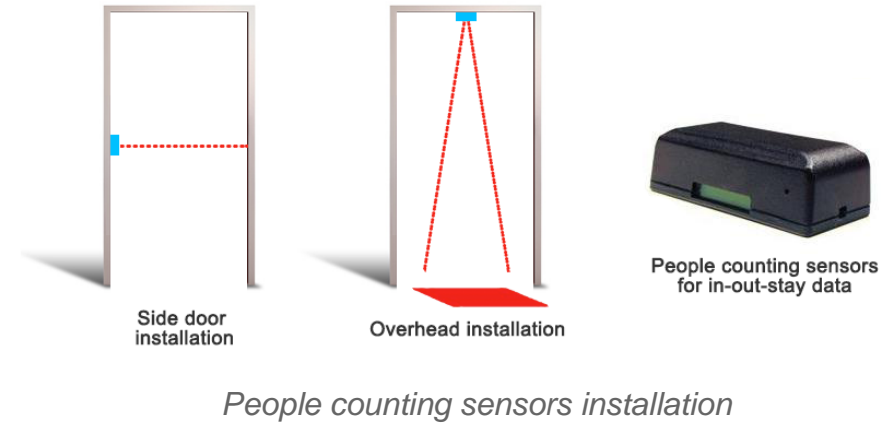 Side door
installation
Overhead installation
People counting sensors
for in-out-stay data
People counting sensors installation